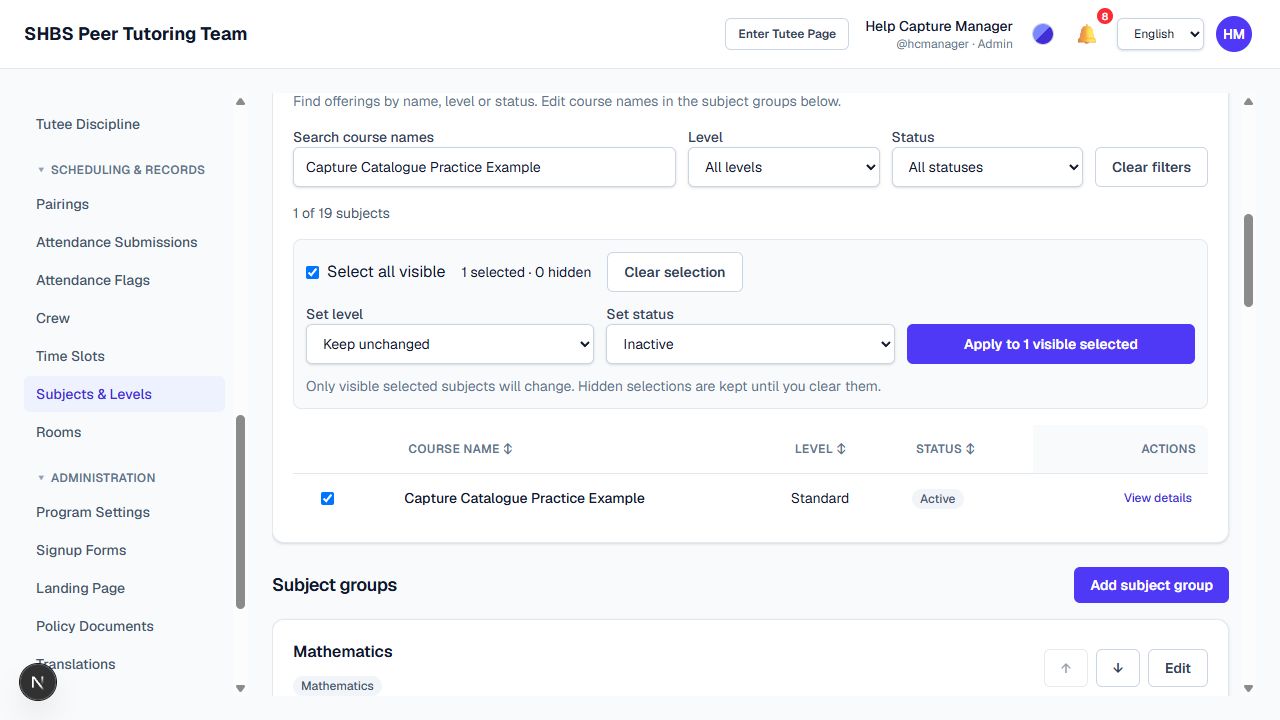 SHBS Peer Tutoring Team
Enter Tutee Page
Help Capture Manager
@hcmanager · Admin
8
English
HM
Tutee Discipline
SCHEDULING & RECORDS
Pairings
Attendance Submissions
Attendance Flags
Crew
Time Slots
Subjects & Levels
Rooms
ADMINISTRATION
Program Settings
Signup Forms
Landing Page
Policy Documents
Translations
N
Find offerings by name, level or status. Edit course names in the subject groups below.
Search course names
Level
Status
Capture Catalogue Practice Example
All levels
All statuses
Clear filters
1 of 19 subjects
Select all visible
1 selected · 0 hidden
Clear selection
Set level
Set status
Keep unchanged
Inactive
Apply to 1 visible selected
Only visible selected subjects will change. Hidden selections are kept until you clear them.
COURSE NAME ↕
LEVEL ↕
STATUS ↕
ACTIONS
Capture Catalogue Practice Example
Standard
Active
View details
Subject groups
Add subject group
Mathematics
↑
↓
Edit
Mathematics